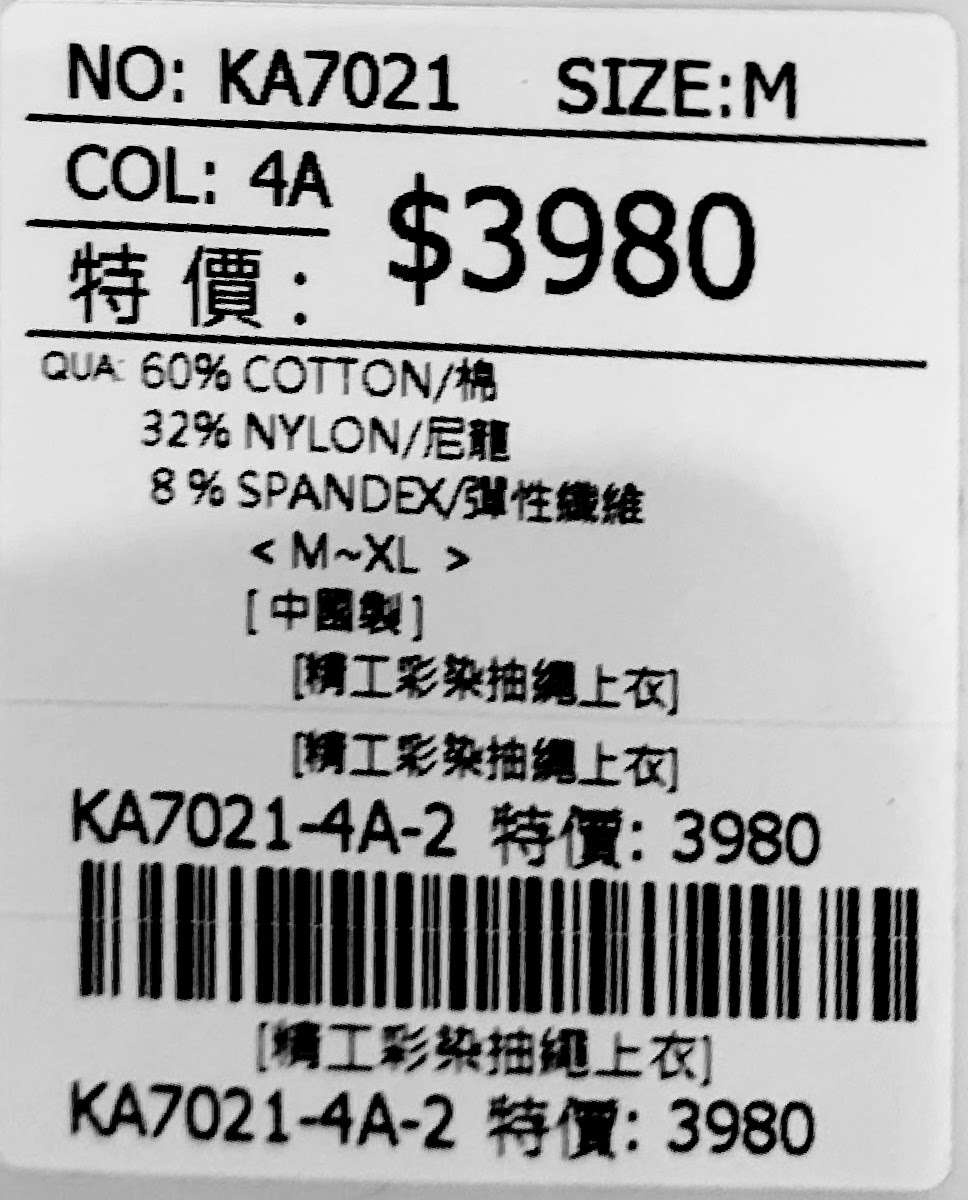 NO: KA7021 SIZE:M
COL: 4A
$3980
特價:
QUA: 60% COTTON/棉
32% NYLON/尼龍
8 % SPANDEX/彈性纖維
< M~XL >
[ 中國製 ]
[精工彩染抽繩上衣]
[精工彩染抽繩上衣]
KA7021-4A-2 特價: 3980
[精工彩染抽繩上衣]
KA7021-4A-2 特價: 3980